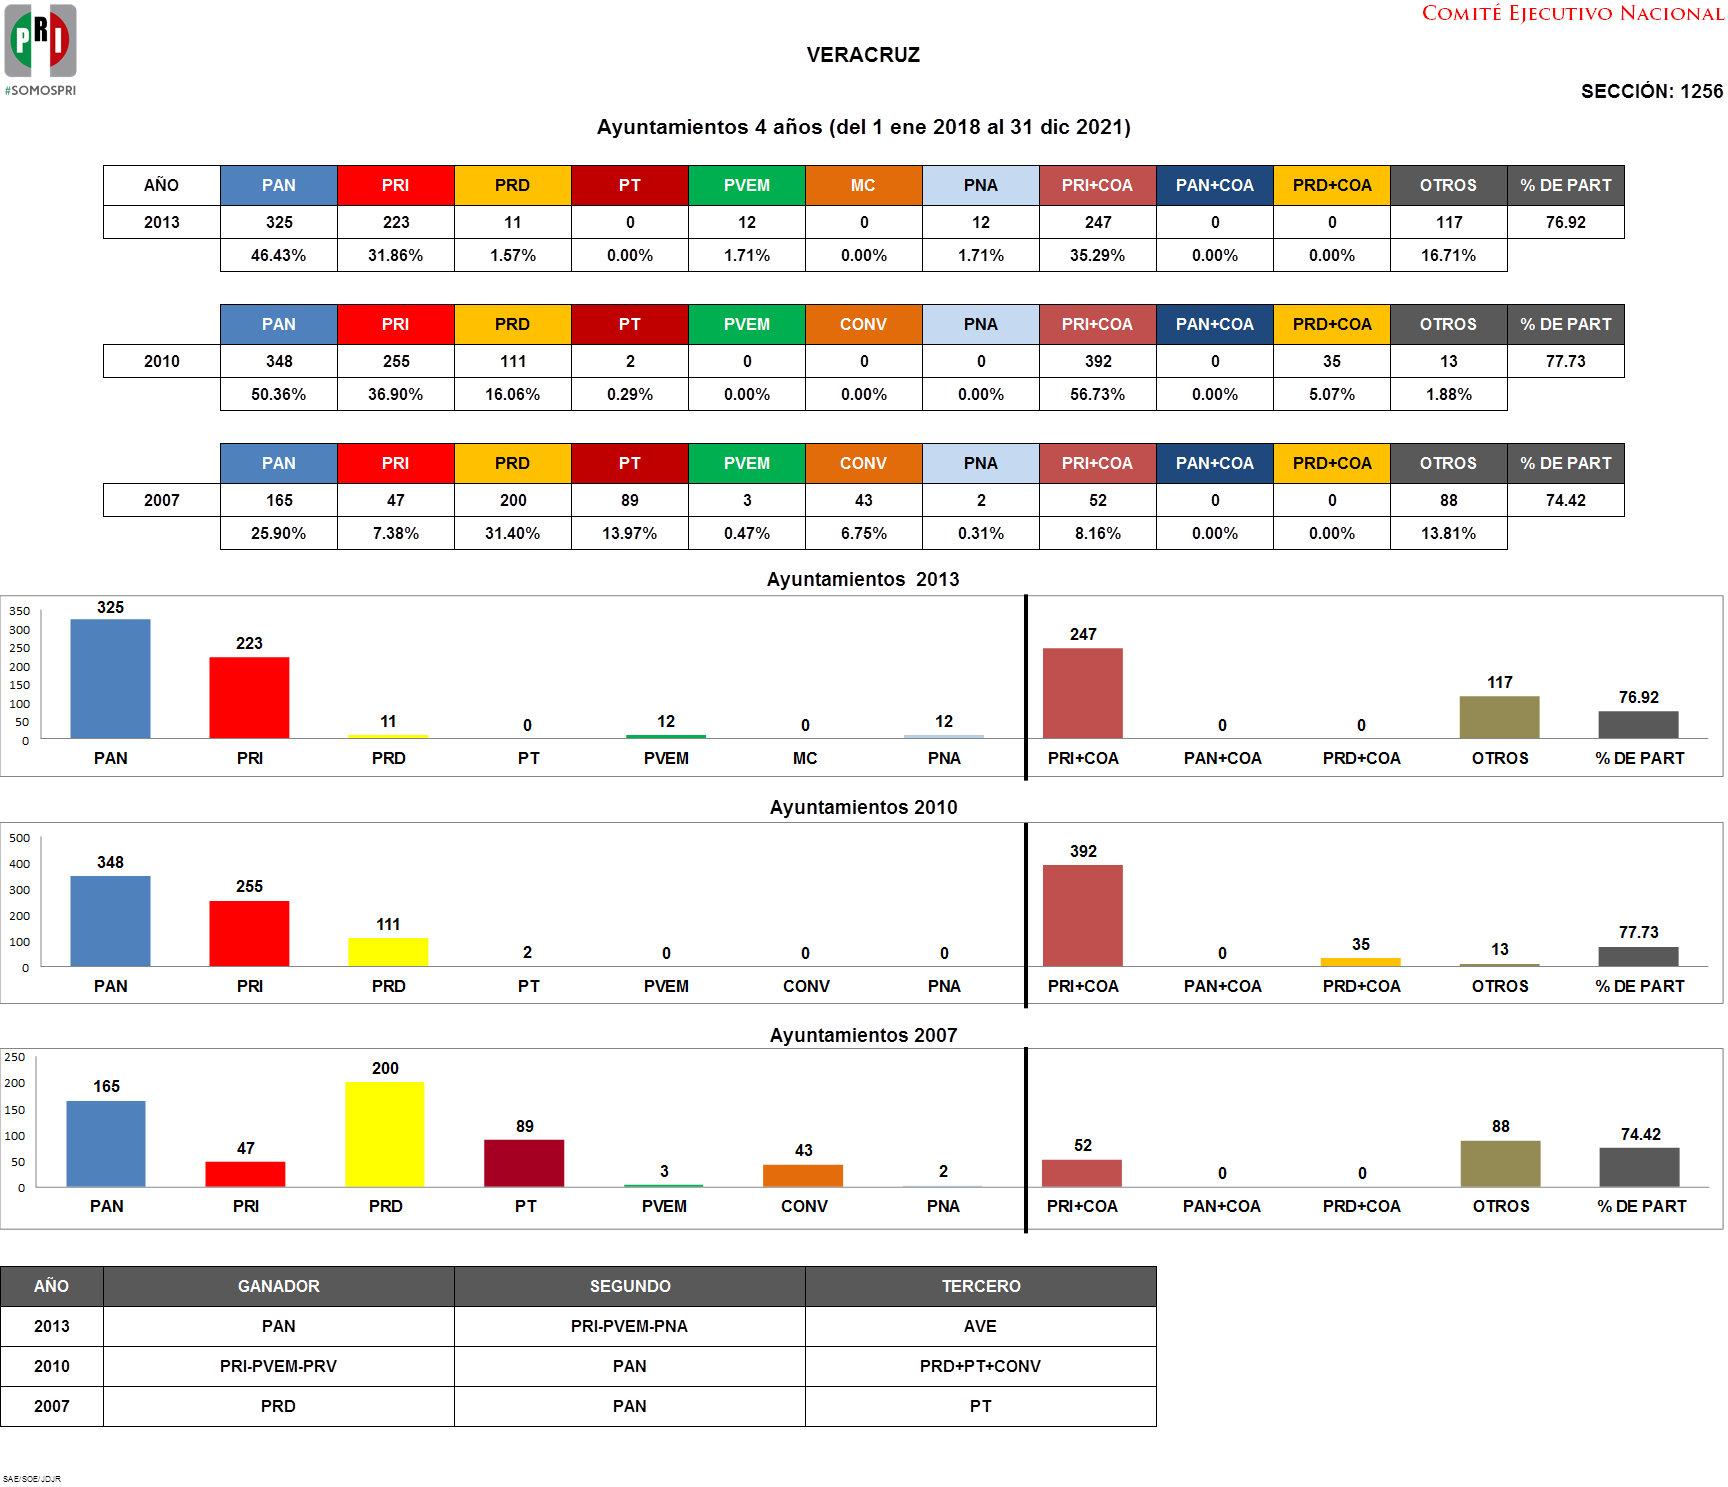 PRI
#SOMOSPRI
COMITÉ EJECUTIVO NACIONAL
VERACRUZ
SECCIÓN: 1256
Ayuntamientos 4 años (del 1 ene 2018 al 31 dic 2021)
AÑO PAN PRI PRD PT PVEM MC PNA PRI+COA PAN+COA PRD+COA OTROS % DE PART
2013 325 223 11 0 12 0 12 247 0 0 117 76.92
46.43% 31.86% 1.57% 0.00% 1.71% 0.00% 1.71% 35.29% 0.00% 0.00% 16.71%
PAN PRI PRD PT PVEM CONV PNA PRI+COA PAN+COA PRD+COA OTROS % DE PART
2010 348 255 111 2 0 0 0 392 0 35 13 77.73
50.36% 36.90% 16.06% 0.29% 0.00% 0.00% 0.00% 56.73% 0.00% 5.07% 1.88%
PAN PRI PRD PT PVEM CONV PNA PRI+COA PAN+COA PRD+COA OTROS % DE PART
2007 165 47 200 89 3 43 2 52 0 0 88 74.42
25.90% 7.38% 31.40% 13.97% 0.47% 6.75% 0.31% 8.16% 0.00% 0.00% 13.81%
Ayuntamientos 2013
350
300
250
200
150
100
50
0
325 223 11 0 12 0 12 247 0 0 117 76.92
PAN PRI PRD PT PVEM MC PNA PRI+COA PAN+COA PRD+COA OTROS % DE PART
Ayuntamientos 2010
500
400
300
200
100
0
348 255 111 2 0 0 0 392 0 35 13 77.73
PAN PRI PRD PT PVEM CONV PNA PRI+COA PAN+COA PRD+COA OTROS % DE PART
Ayuntamientos 2007
250
200
150
100
50
0
165 47 200 89 3 43 2 52 0 0 88 74.42
PAN PRI PRD PT PVEM CONV PNA PRI+COA PAN+COA PRD+COA OTROS % DE PART
AÑO GANADOR SEGUNDO TERCERO
2013 PAN PRI-PVEM-PNA AVE
2010 PRI-PVEM-PRV PAN PRD+PT+CONV
2007 PRD PAN PT
SAE/SOE/JDJR